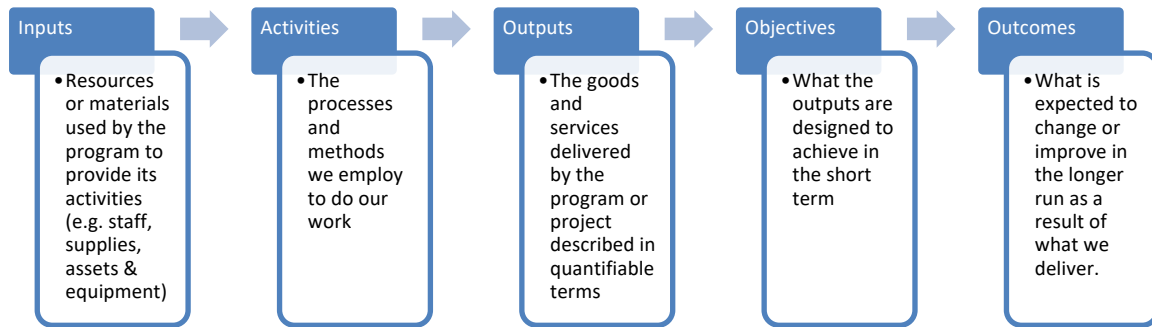 Inputs
•Resources
or materials
used by the
program to
provide its
activities
(e.g. staff,
supplies,
assets &
equipment)
Activities
•The
processes
and
methods
we employ
to do our
work
Outputs
•The goods
and
services
delivered
by the
program or
project
described in
quantifiable
terms
Objectives
•What the
outputs are
designed to
achieve in
the short
term
Outcomes
•What is
expected to
change or
improve in
the longer
run as a
result of
what we
deliver.